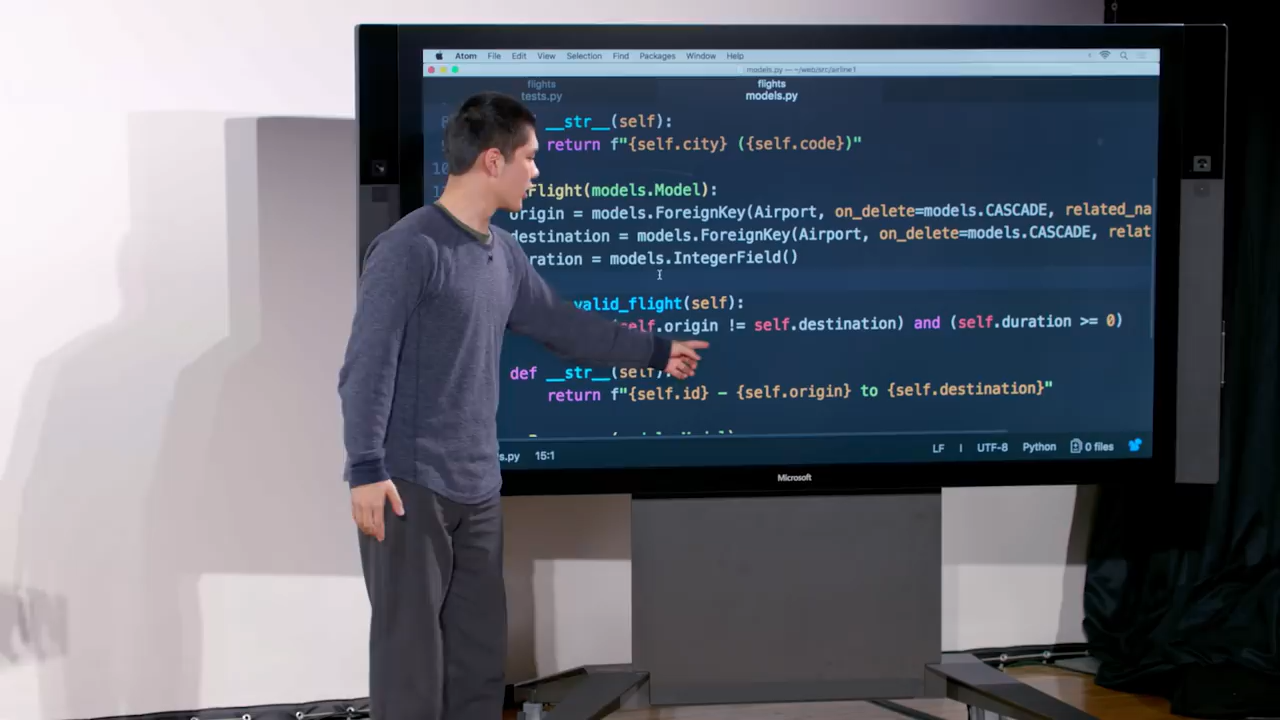 Atom File Edit View Selection Find Packages Window Help
models.py — ~/web/src/airline1
flights
tests.py
flights
models.py
__str__(self):
return f"{self.city} ({self.code})"
10
Flight(models.Model):
origin = models.ForeignKey(Airport, on_delete=models.CASCADE, related_na
destination = models.ForeignKey(Airport, on_delete=models.CASCADE, relat
ration = models.IntegerField()
valid_flight(self):
self.origin != self.destination) and (self.duration >= 0)
def __str__(self):
return f"{self.id} - {self.origin} to {self.destination}"
s.py 15:1 LF UTF-8 Python 0 files
Microsoft